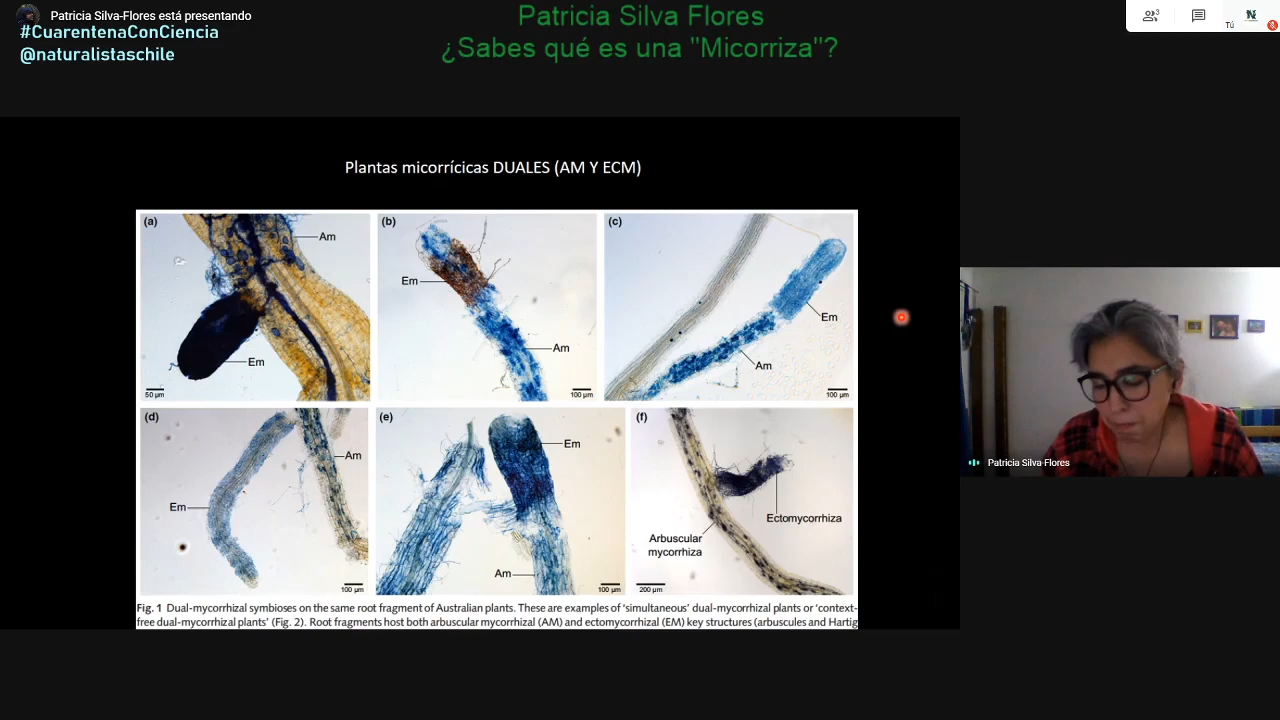 Patricia Silva-Flores está presentando
#CuarentenaConCiencia
@naturalistaschile
Patricia Silva Flores
¿Sabes qué es una "Micorriza"?
3
Tú
N
Plantas micorrícicas DUALES (AM Y ECM)
(a)
Am
Em
50 µm
(b)
Em
Am
100 µm
(c)
Em
Am
100 µm
(d)
Am
Em
100 µm
(e)
Em
Am
100 µm
(f)
Ectomycorrhiza
Arbuscular
mycorrhiza
200 µm
Fig. 1 Dual-mycorrhizal symbioses on the same root fragment of Australian plants. These are examples of ‘simultaneous’ dual-mycorrhizal plants or ‘context-
free dual-mycorrhizal plants’ (Fig. 2). Root fragments host both arbuscular mycorrhizal (AM) and ectomycorrhizal (EM) key structures (arbuscules and Hartig
Patricia Silva-Flores